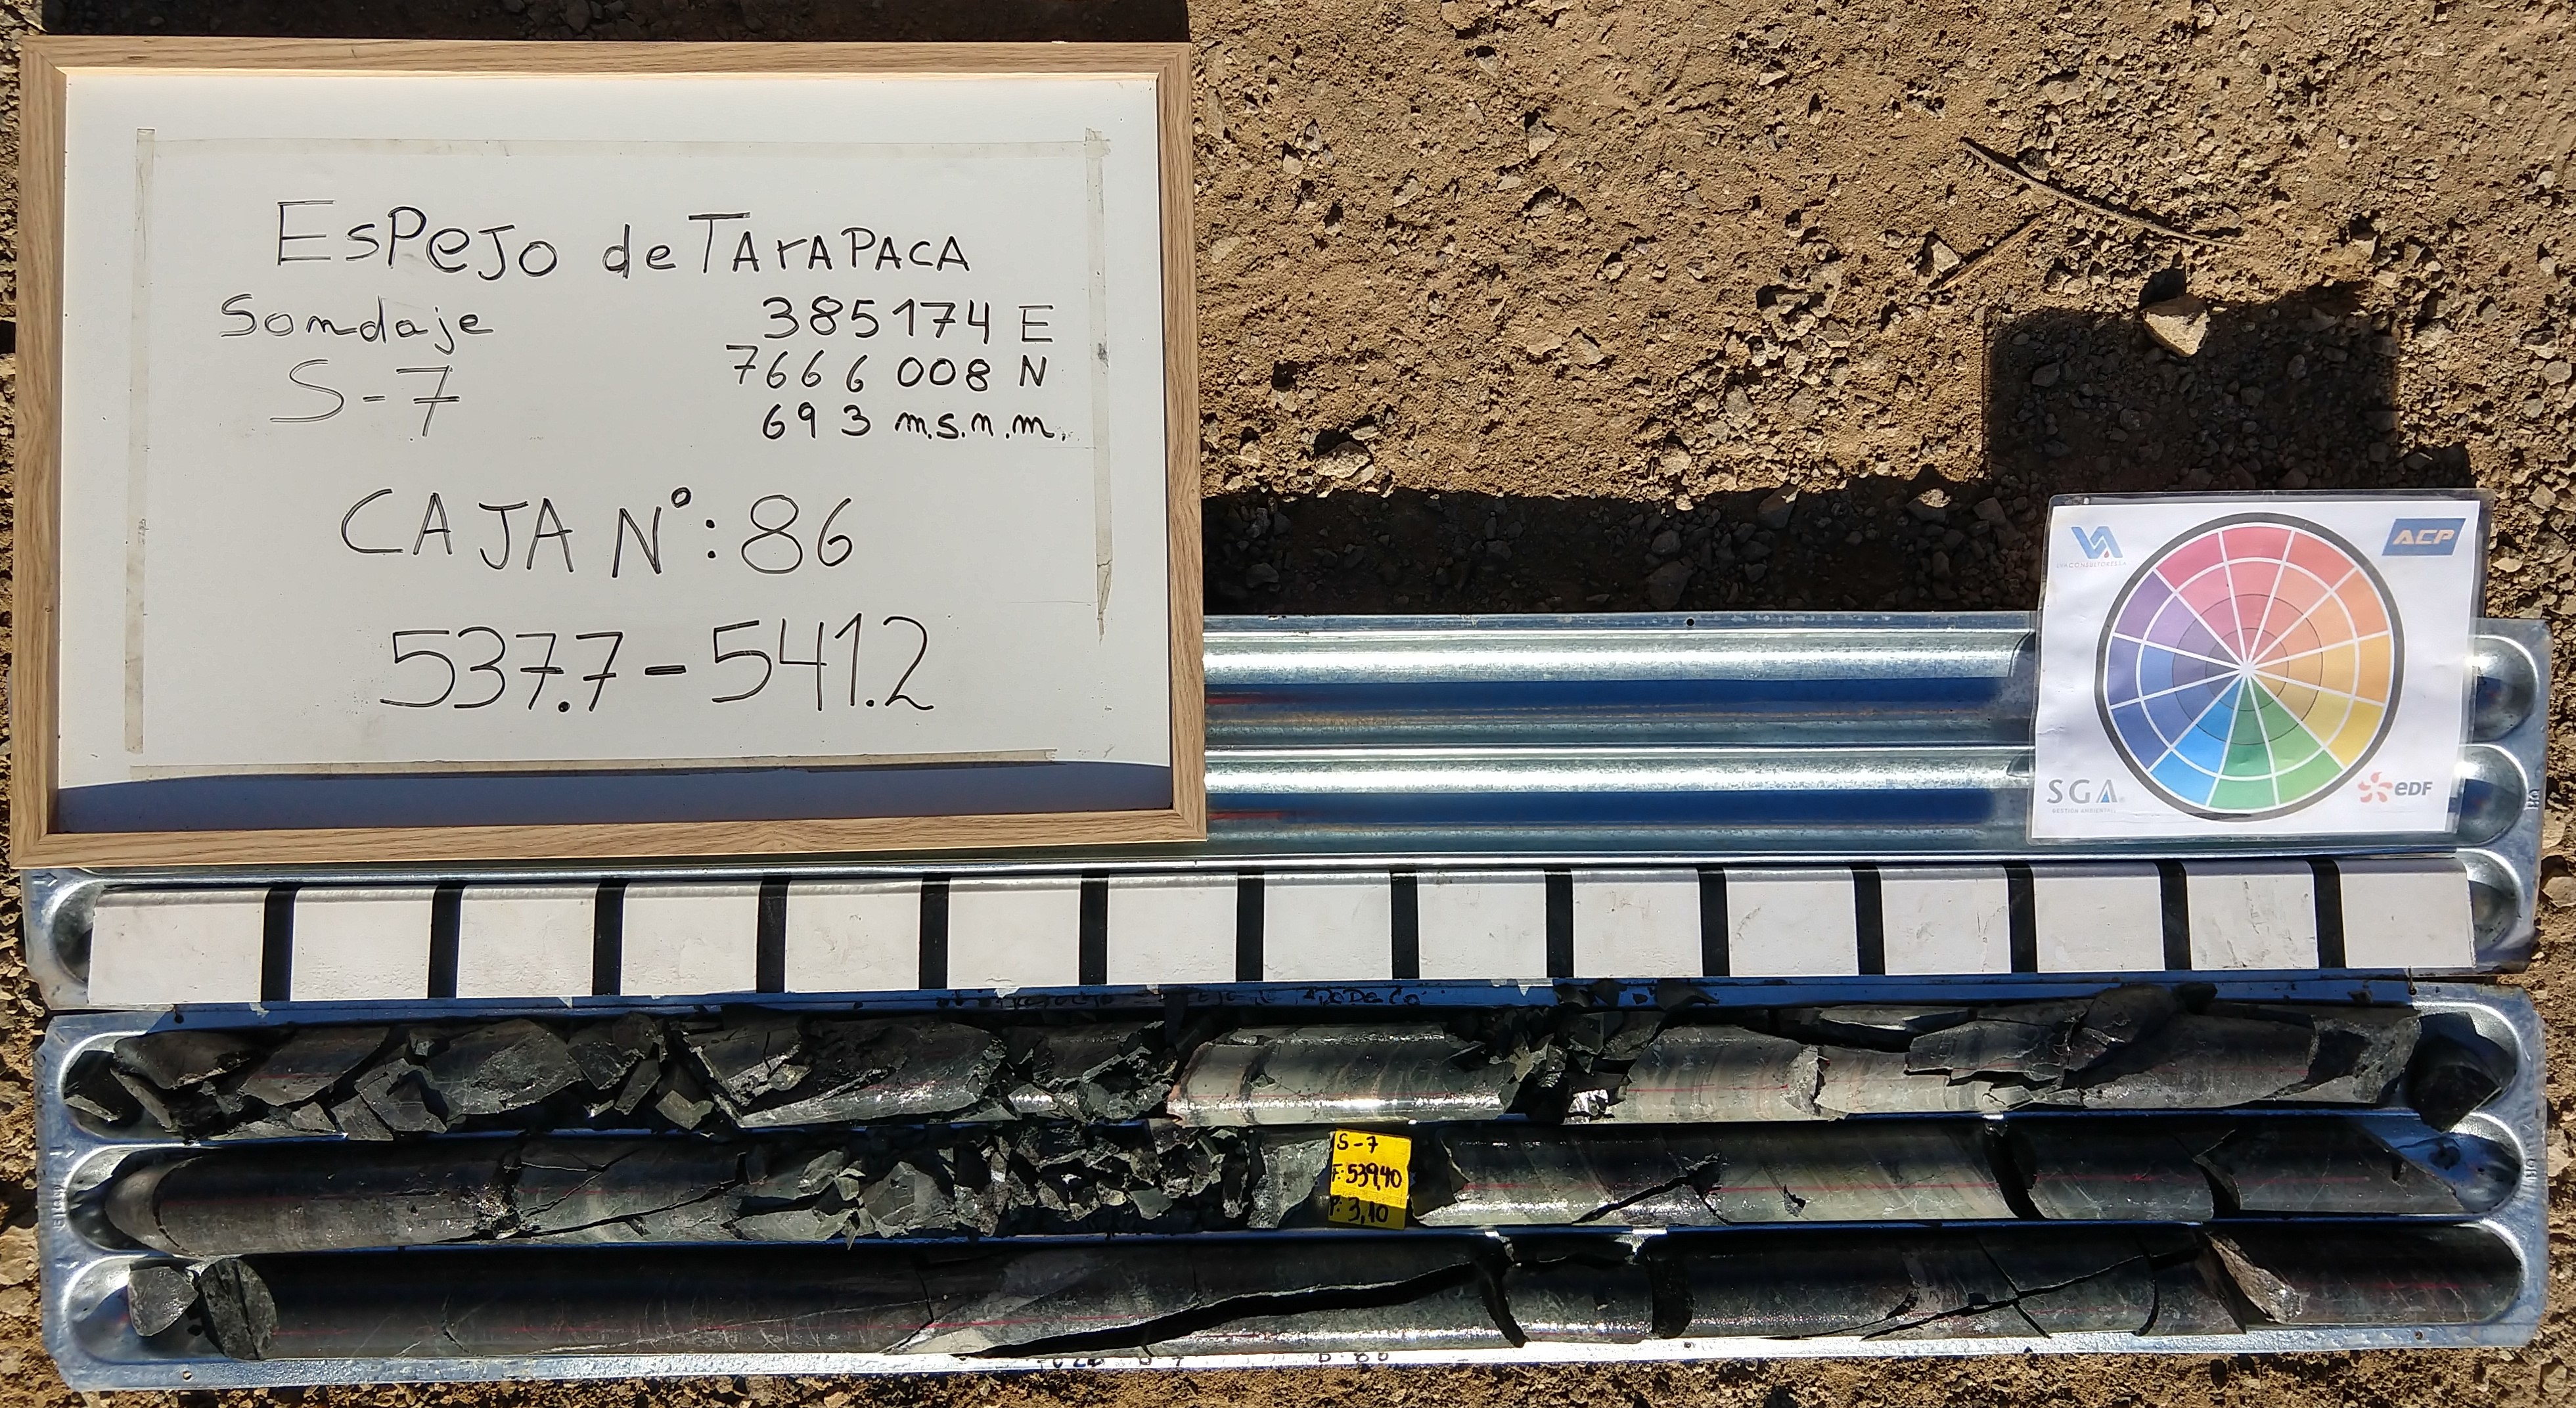 ESPEJO de TArAPACA
Sondaje
S-7
385174 E
7666008 N
693 m.s.n.m.
CAJA N°: 86
537.7 - 541.2
ACP
SGA
eDF
S-7
F: 539,40
P: 3,10